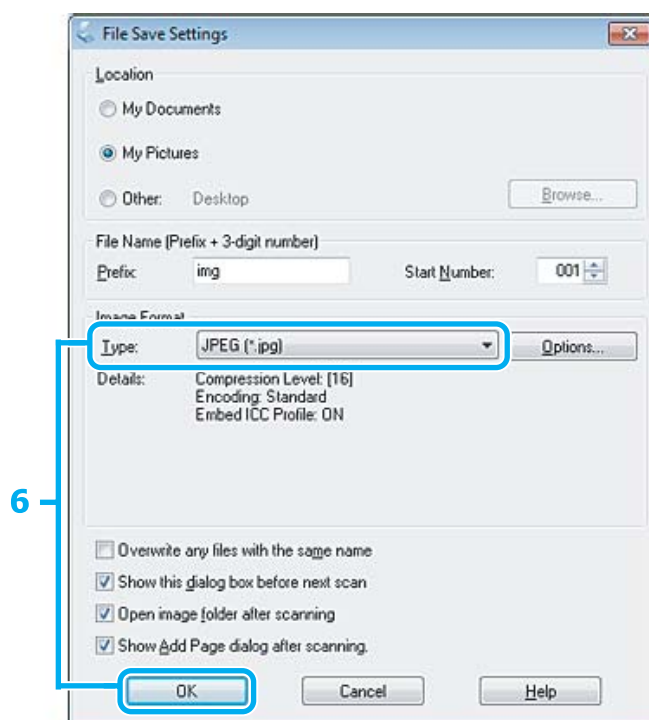 File Save Settings
Location
My Documents
My Pictures
Other: Desktop Browse...
File Name (Prefix + 3-digit number)
Prefix: img Start Number: 001
Image Format
Type: JPEG (*.jpg) Options...
Details: Compression Level: [16]
Encoding: Standard
Embed ICC Profile: ON
6
Overwrite any files with the same name
Show this dialog box before next scan
Open image folder after scanning
Show Add Page dialog after scanning.
OK Cancel Help